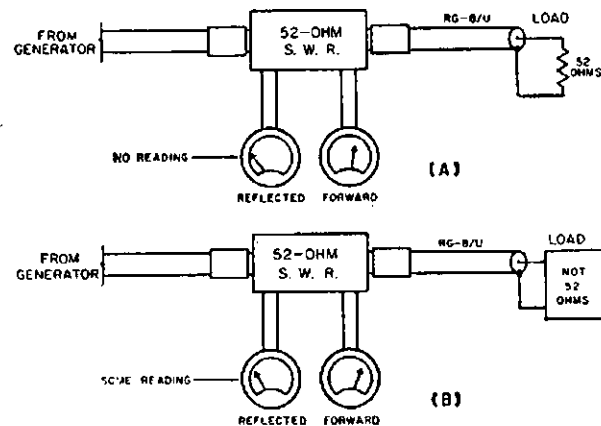 FROM
GENERATOR
52-OHM
S. W. R.
RG-8/U
LOAD
52
OHMS
NO READING
REFLECTED
FORWARD
(A)
FROM
GENERATOR
52-OHM
S. W. R.
RG-8/U
LOAD
NOT
52
OHMS
SOME READING
REFLECTED
FORWARD
(B)